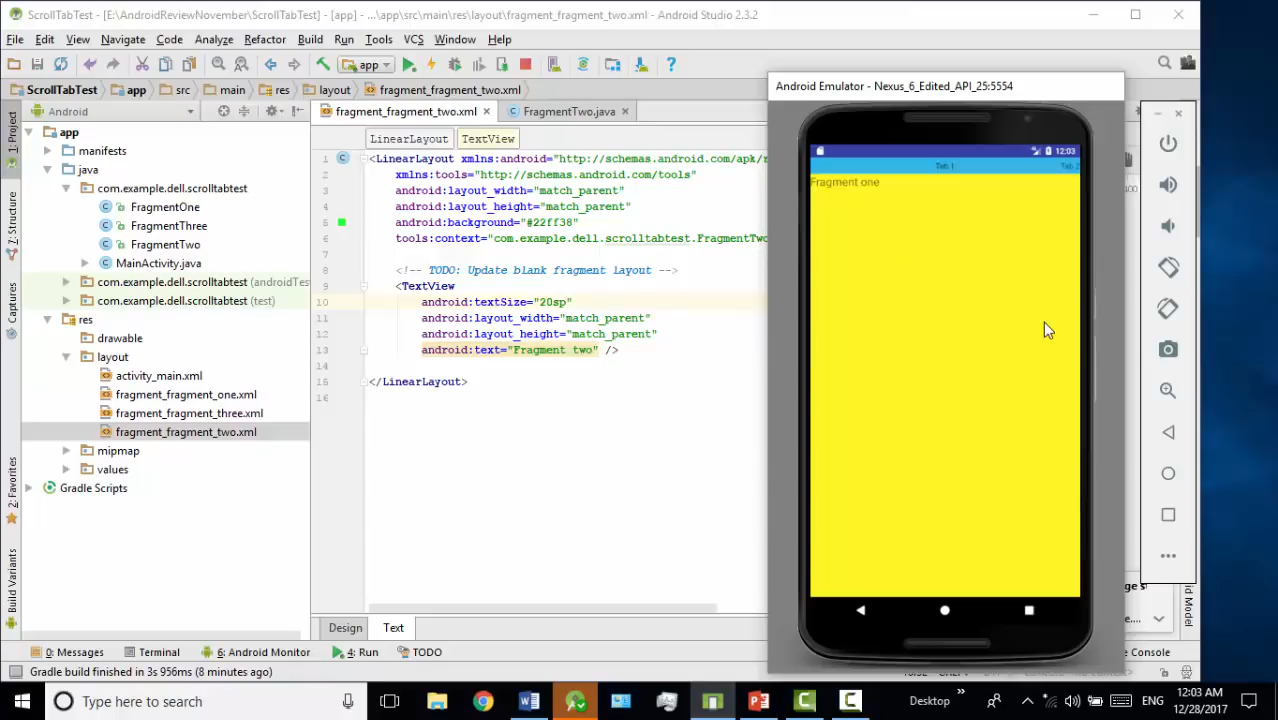 ScrollTabTest - [E:\AndroidReviewNovember\ScrollTabTest] - [app] - ...\app\src\main\res\layout\fragment_fragment_two.xml - Android Studio 2.3.2
File Edit View Navigate Code Analyze Refactor Build Run Tools VCS Window Help
app
ScrollTabTest app src main res layout fragment_fragment_two.xml
Android
fragment_fragment_two.xml FragmentTwo.java
LinearLayout TextView
1: Project
7: Structure
Captures
2: Favorites
Build Variants
app
manifests
java
com.example.dell.scrolltabtest
FragmentOne
FragmentThree
FragmentTwo
MainActivity.java
com.example.dell.scrolltabtest (androidTes
com.example.dell.scrolltabtest (test)
res
drawable
layout
activity_main.xml
fragment_fragment_one.xml
fragment_fragment_three.xml
fragment_fragment_two.xml
mipmap
values
Gradle Scripts
1 <LinearLayout xmlns:android="http://schemas.android.com/apk/r
2 xmlns:tools="http://schemas.android.com/tools"
3 android:layout_width="match_parent"
4 android:layout_height="match_parent"
5 android:background="#22ff38"
6 tools:context="com.example.dell.scrolltabtest.FragmentTwo
7
8 <!-- TODO: Update blank fragment layout -->
9 <TextView
10 android:textSize="20sp"
11 android:layout_width="match_parent"
12 android:layout_height="match_parent"
13 android:text="Fragment two" />
14
15 </LinearLayout>
16
Design Text
0: Messages Terminal 6: Android Monitor 4: Run TODO
Gradle build finished in 3s 956ms (8 minutes ago)
Android Emulator - Nexus_6_Edited_API_25:5554
12:03
Tab 1 Tab 2
Fragment one
Model
Console
Type here to search
Desktop
ENG
12:03 AM
12/28/2017